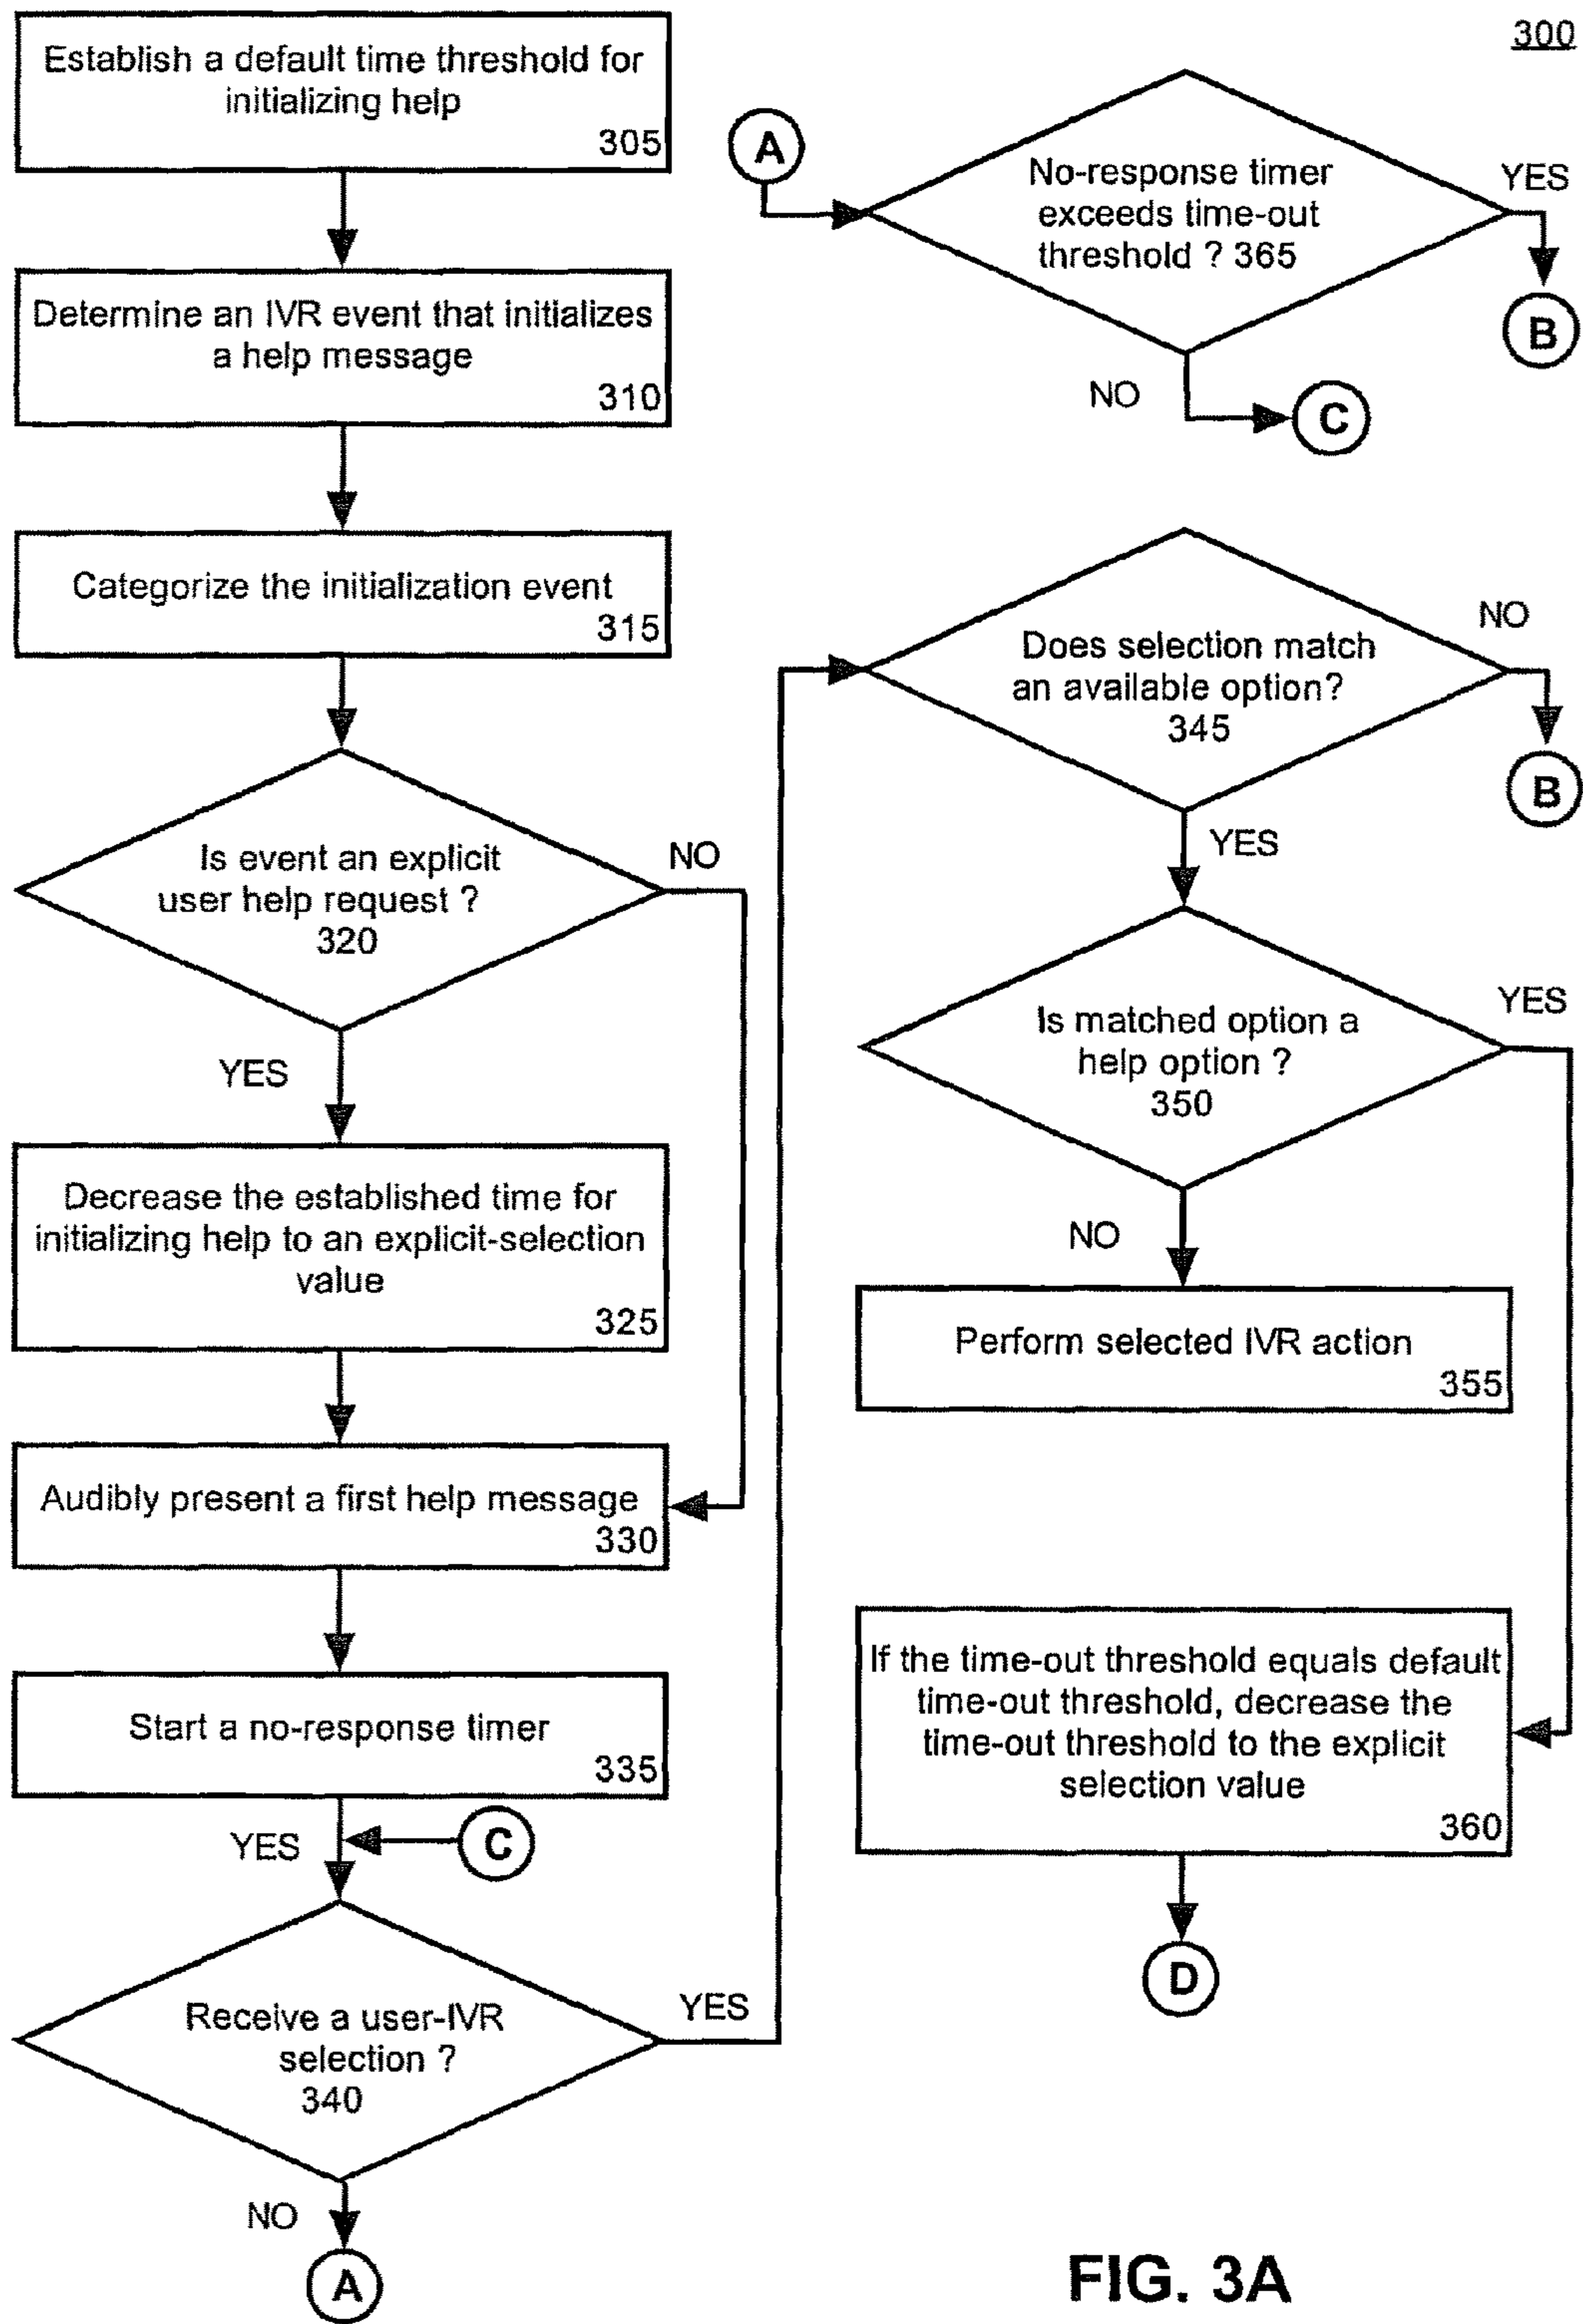 Establish a default time threshold for
initializing help
305
Determine an IVR event that initializes
a help message
310
Categorize the initialization event
315
Is event an explicit
user help request ?
320
NO
YES
Decrease the established time for
initializing help to an explicit-selection
value
325
Audibly present a first help message
330
Start a no-response timer
335
YES
C
Receive a user-IVR
selection ?
340
YES
NO
A
300
A
No-response timer
exceeds time-out
threshold ? 365
YES
B
NO
C
Does selection match
an available option?
345
NO
B
YES
Is matched option a
help option ?
350
YES
NO
Perform selected IVR action
355
If the time-out threshold equals default
time-out threshold, decrease the
time-out threshold to the explicit
selection value
360
D
FIG. 3A